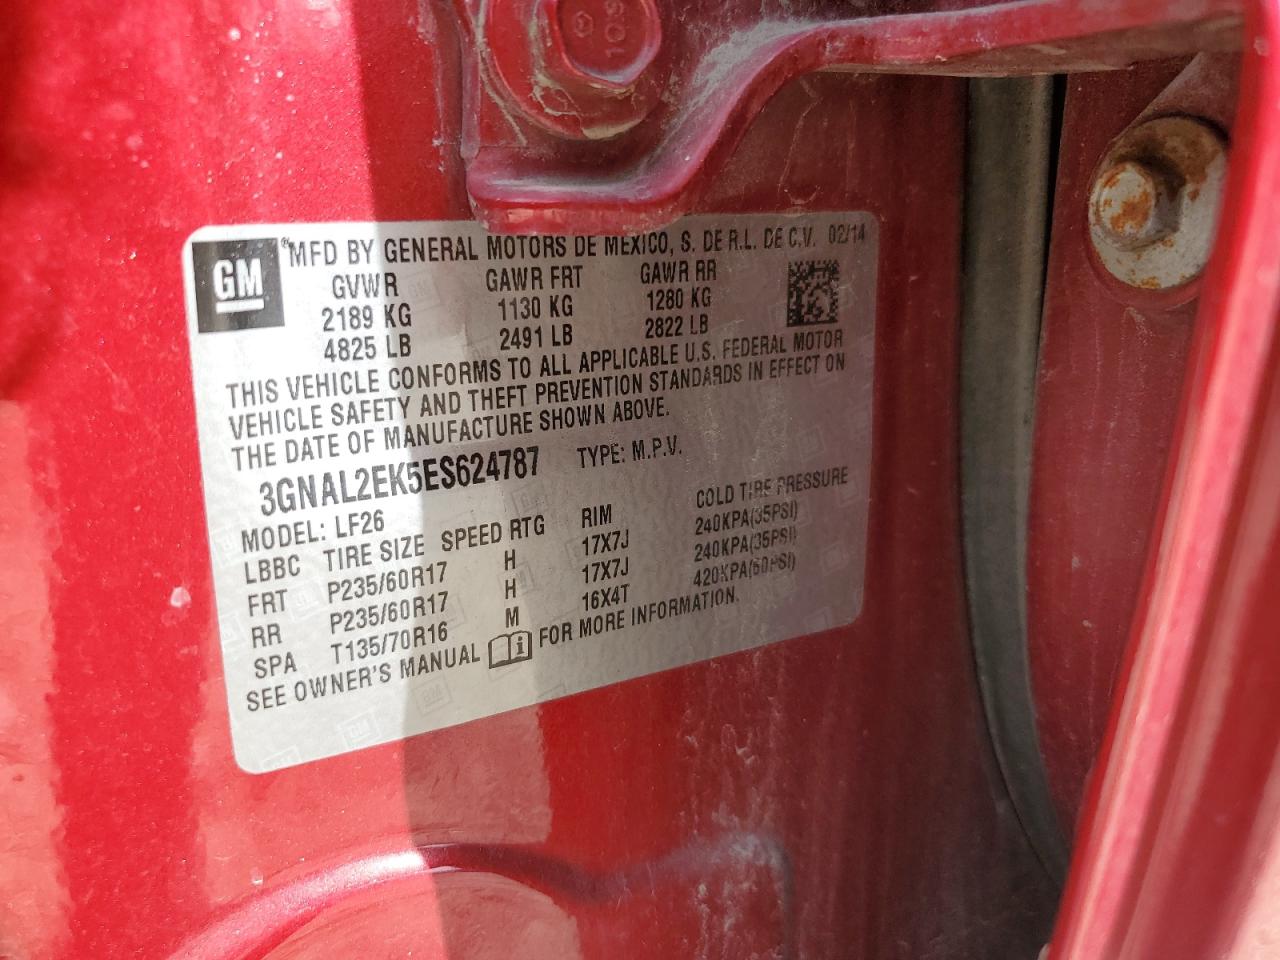 10.9
GM
® MFD BY GENERAL MOTORS DE MEXICO, S. DE R.L. DE C.V. 02/14
GVWR GAWR FRT GAWR RR
2189 KG 1130 KG 1280 KG
4825 LB 2491 LB 2822 LB
THIS VEHICLE CONFORMS TO ALL APPLICABLE U.S. FEDERAL MOTOR
VEHICLE SAFETY AND THEFT PREVENTION STANDARDS IN EFFECT ON
THE DATE OF MANUFACTURE SHOWN ABOVE.
3GNAL2EK5ES624787 TYPE: M.P.V.
MODEL: LF26
LBBC TIRE SIZE SPEED RTG RIM COLD TIRE PRESSURE
FRT P235/60R17 H 17X7J 240KPA(35PSI)
RR P235/60R17 H 17X7J 240KPA(35PSI)
SPA T135/70R16 M 16X4T 420KPA(60PSI)
SEE OWNER'S MANUAL i FOR MORE INFORMATION.